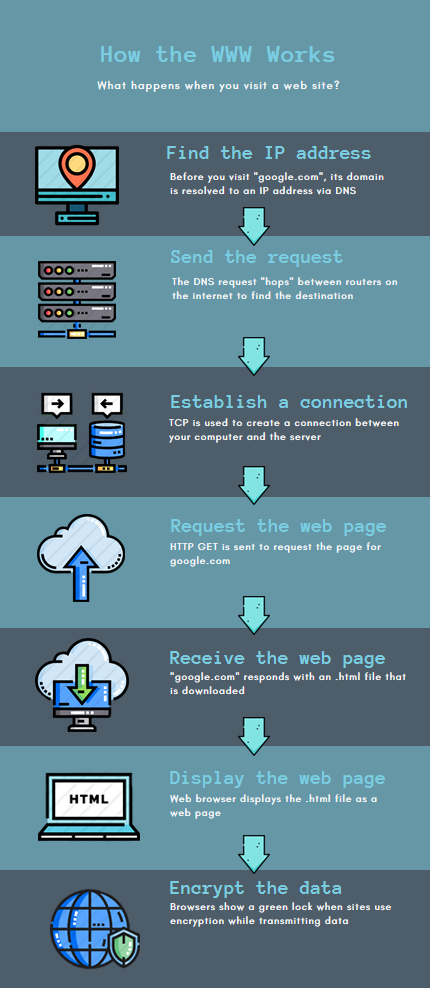 How the WWW Works
What happens when you visit a web site?
Find the IP address
Before you visit "google.com", its domain
is resolved to an IP address via DNS
Send the request
The DNS request "hops" between routers on
the internet to find the destination
Establish a connection
TCP is used to create a connection between
your computer and the server
Request the web page
HTTP GET is sent to request the page for
google.com
Receive the web page
"google.com" responds with an .html file that
is downloaded
Display the web page
Web browser displays the .html file as a
web page
HTML
Encrypt the data
Browsers show a green lock when sites use
encryption while transmitting data